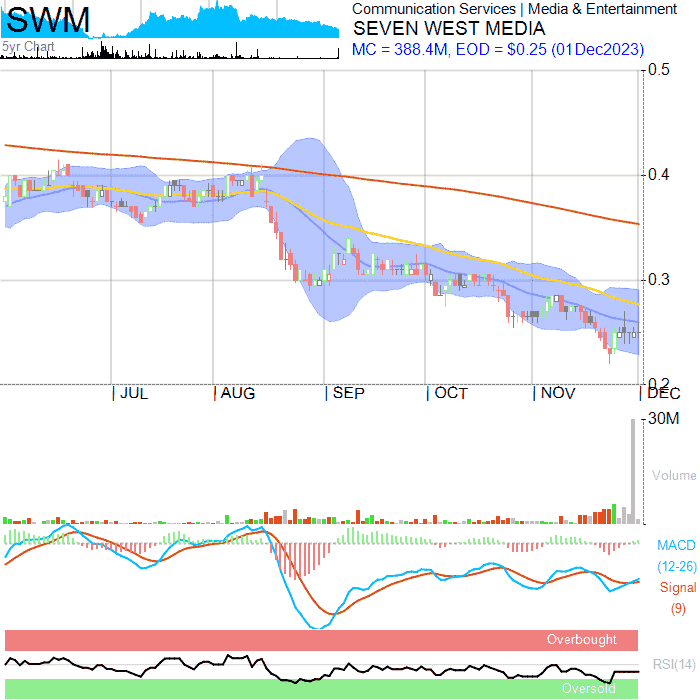 SWM
Communication Services | Media & Entertainment
SEVEN WEST MEDIA
5yr Chart
MC = 388.4M, EOD = $0.25 (01Dec2023)
0.5
0.4
0.3
0.2
| JUL | AUG | SEP | OCT | NOV | DEC
30M
Volume
MACD
(12-26)
Signal
(9)
Overbought
RSI(14)
Oversold